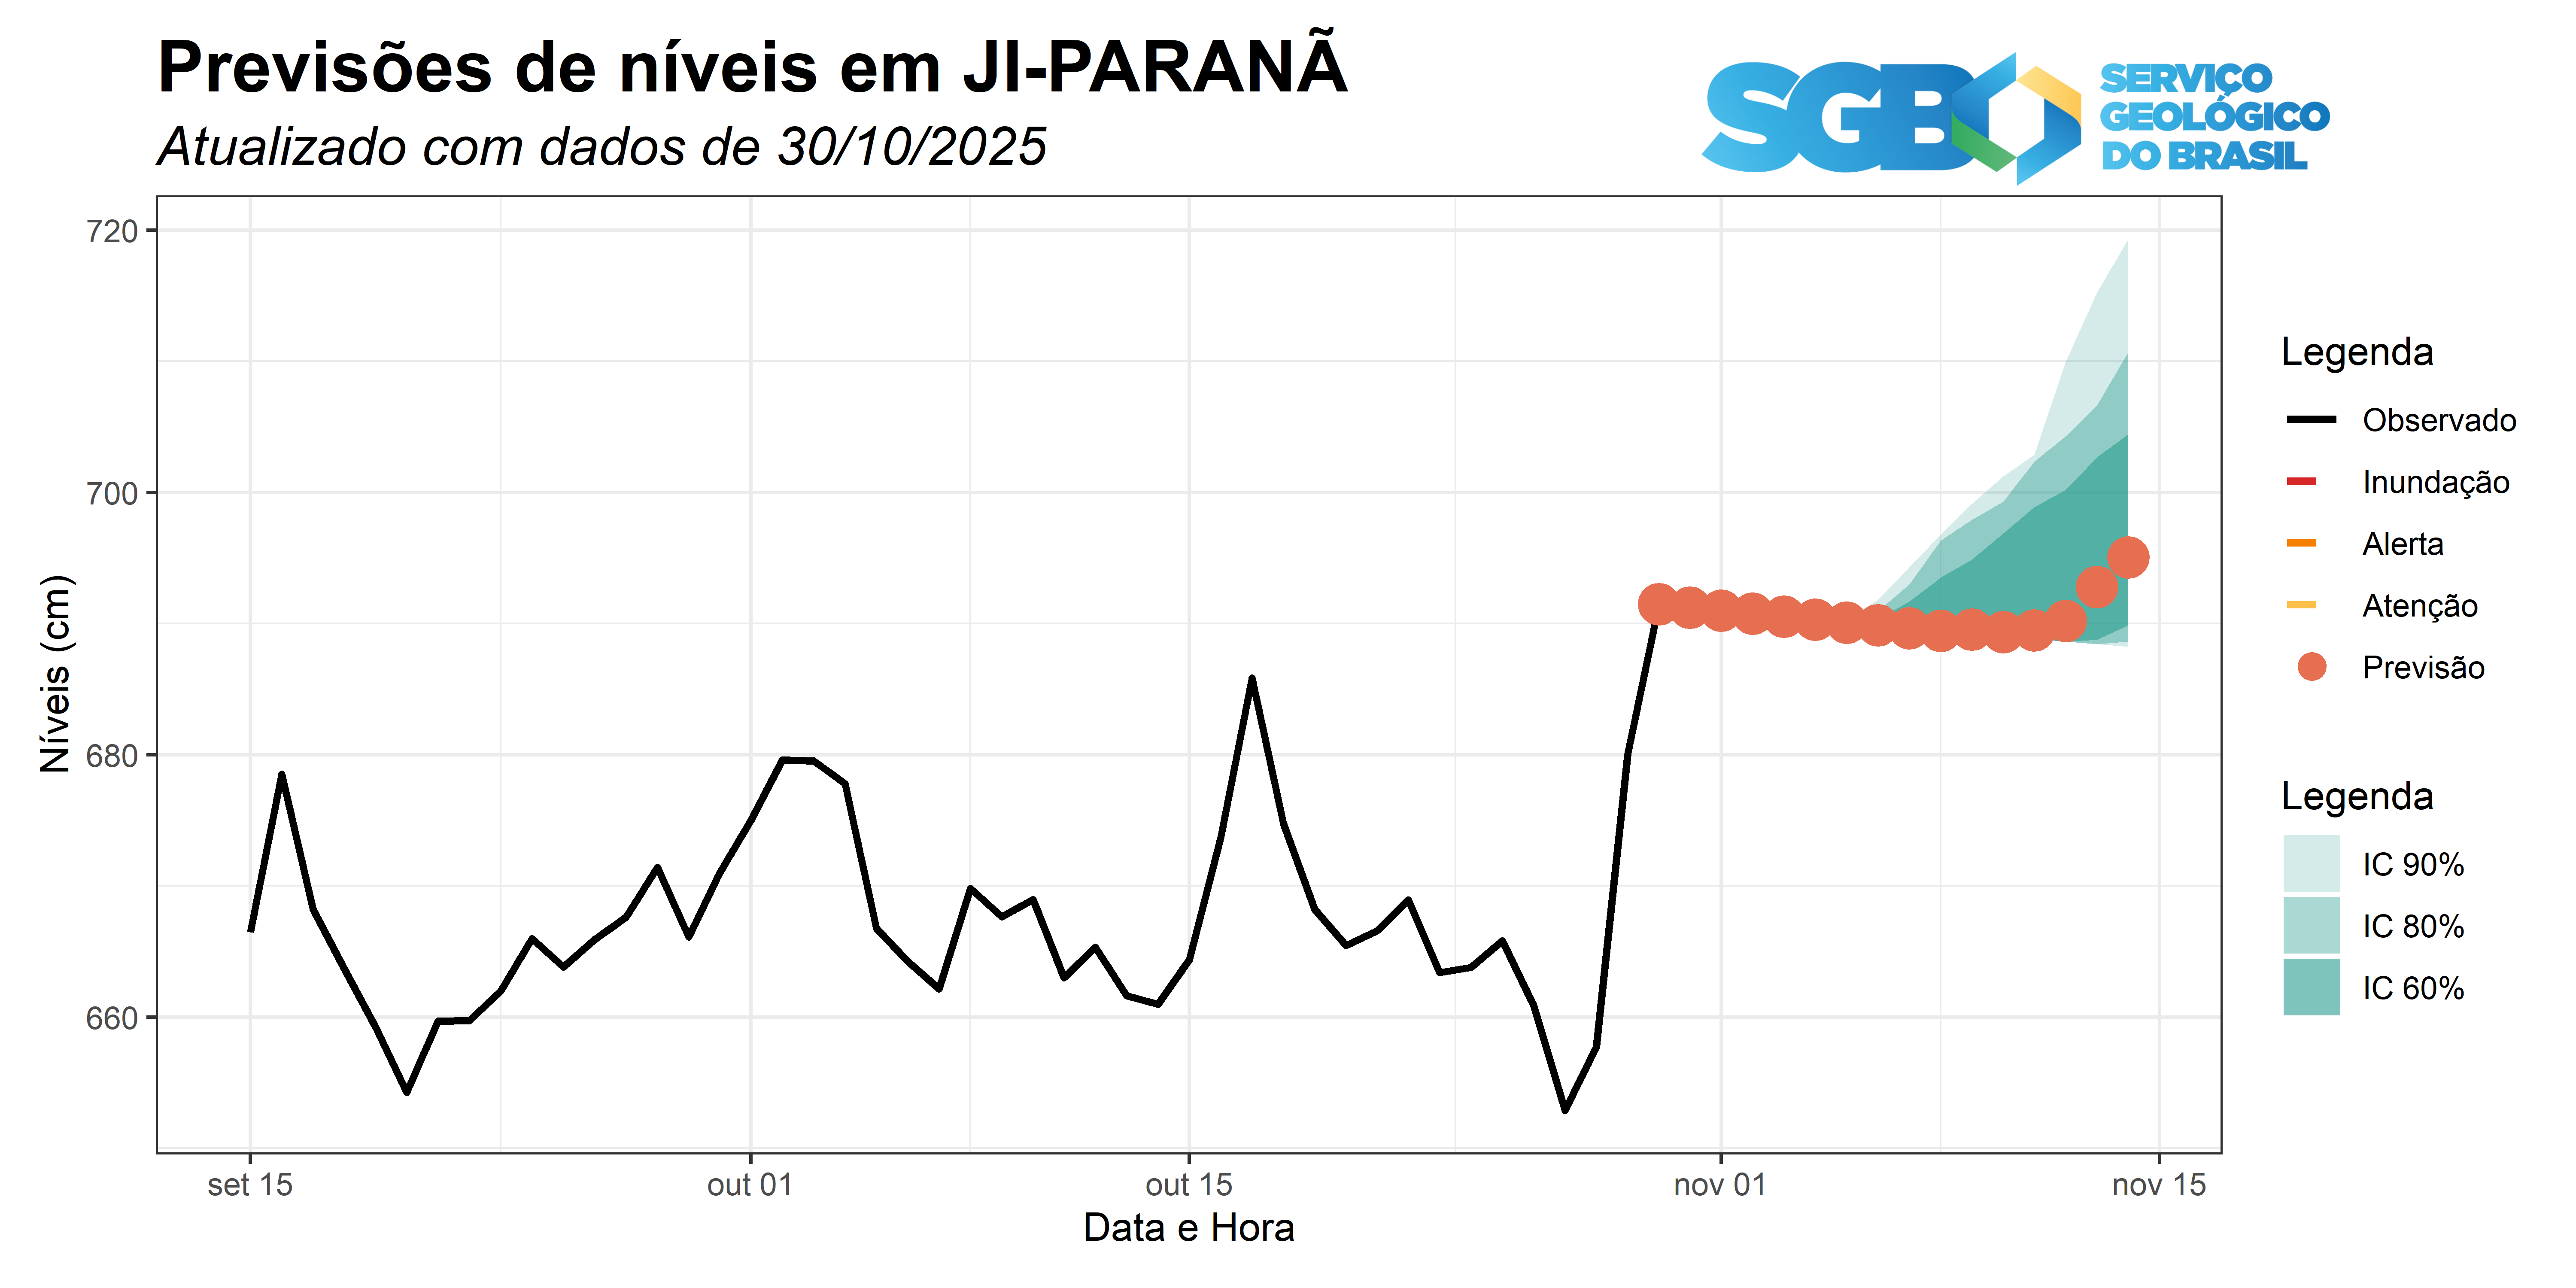 Previsões de níveis em JI-PARANÃ
Atualizado com dados de 30/10/2025
SGB
SERVIÇO
GEOLÓGICO
DO BRASIL
Níveis (cm)
720
700
680
660
set 15
out 01
out 15
nov 01
nov 15
Data e Hora
Legenda
Observado
Inundação
Alerta
Atenção
Previsão
Legenda
IC 90%
IC 80%
IC 60%